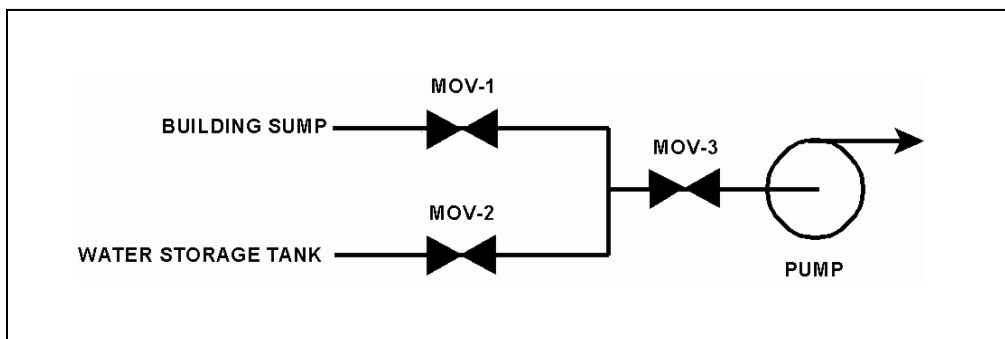 MOV-1
BUILDING SUMP
MOV-3
MOV-2
WATER STORAGE TANK
PUMP